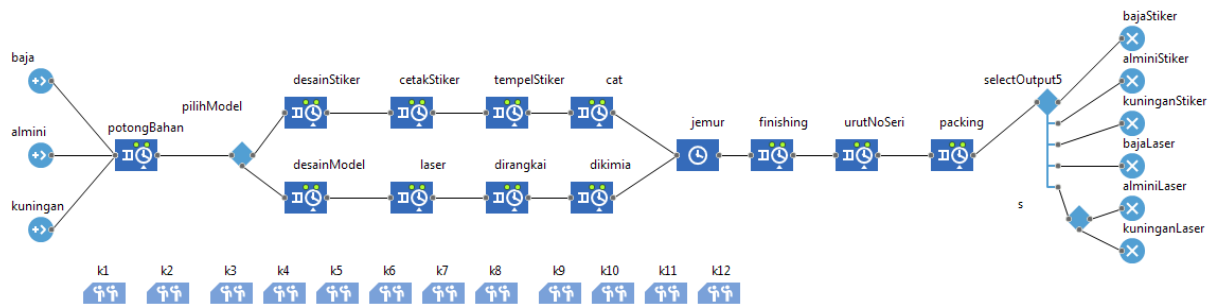 baja
almini
kuningan
potongBahan
pilihModel
desainStiker
cetakStiker
tempelStiker
cat
desainModel
laser
dirangkai
dikimia
jemur
finishing
urutNoSeri
packing
selectOutput5
s
bajaStiker
alminiStiker
kuninganStiker
bajaLaser
alminiLaser
kuninganLaser
k1
k2
k3
k4
k5
k6
k7
k8
k9
k10
k11
k12